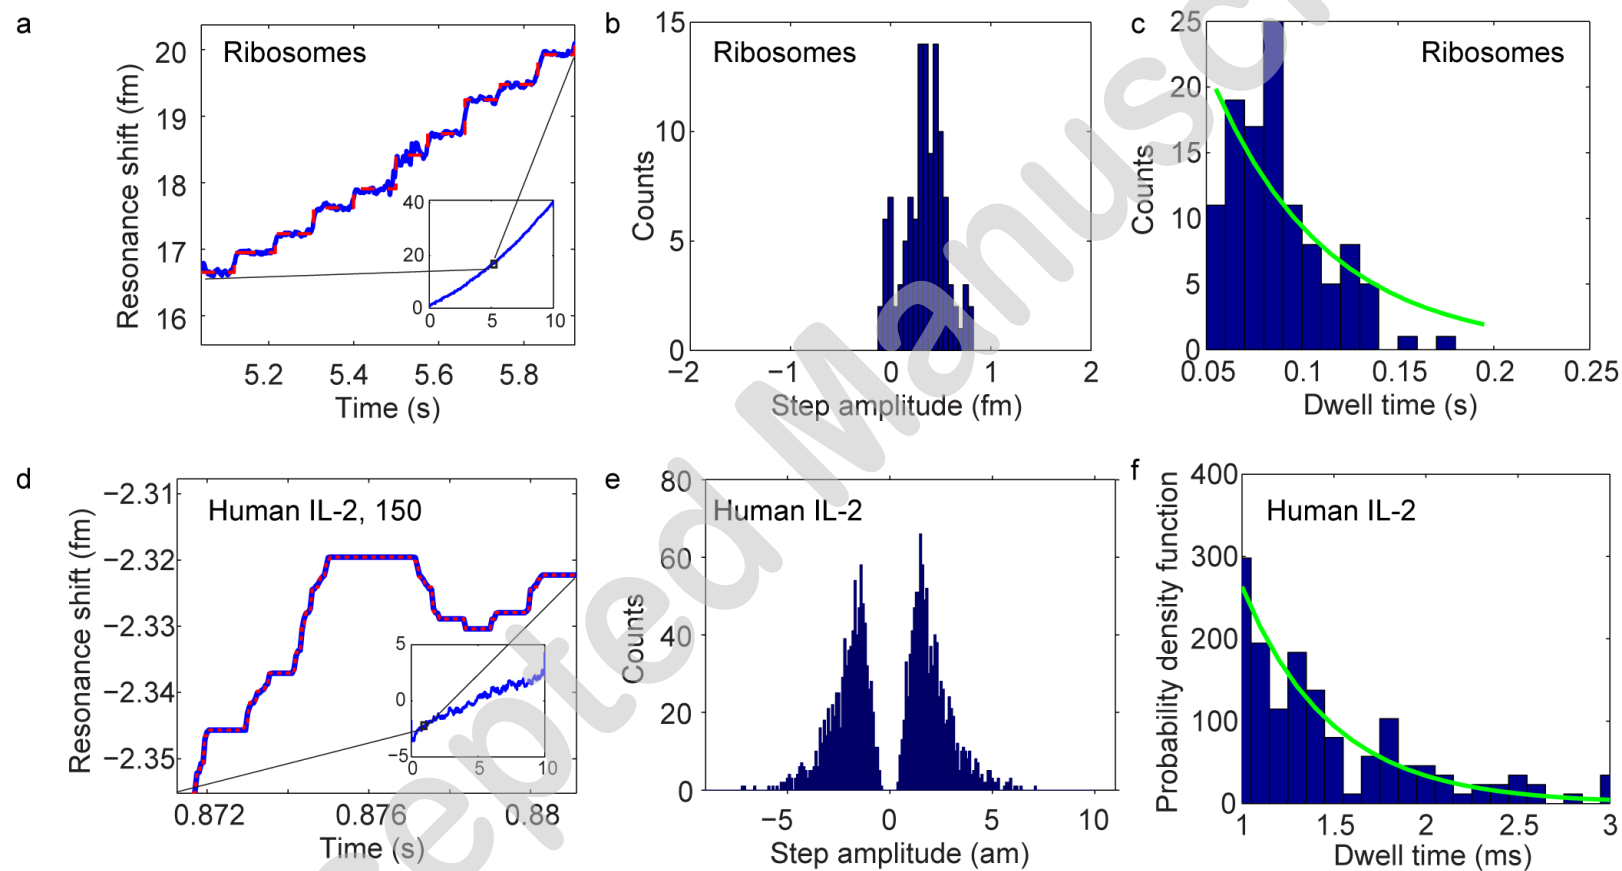 a
Ribosomes
Resonance shift (fm)
20
19
18
17
16
5.2 5.4 5.6 5.8
Time (s)
40
20
0
0 5 10
b
Ribosomes
Counts
15
10
5
0
−2 −1 0 1 2
Step amplitude (fm)
c
Ribosomes
Counts
25
20
15
10
5
0
0.05 0.1 0.15 0.2 0.25
Dwell time (s)
d
Human IL-2, 150
Resonance shift (fm)
−2.31
−2.32
−2.33
−2.34
−2.35
0.872 0.876 0.88
Time (s)
5
0
−5
0 5 10
e
Human IL-2
Counts
80
60
40
20
0
−5 0 5 10
Step amplitude (am)
f
Human IL-2
Probability density function
400
300
200
100
0
1 1.5 2 2.5 3
Dwell time (ms)
epted Manusc